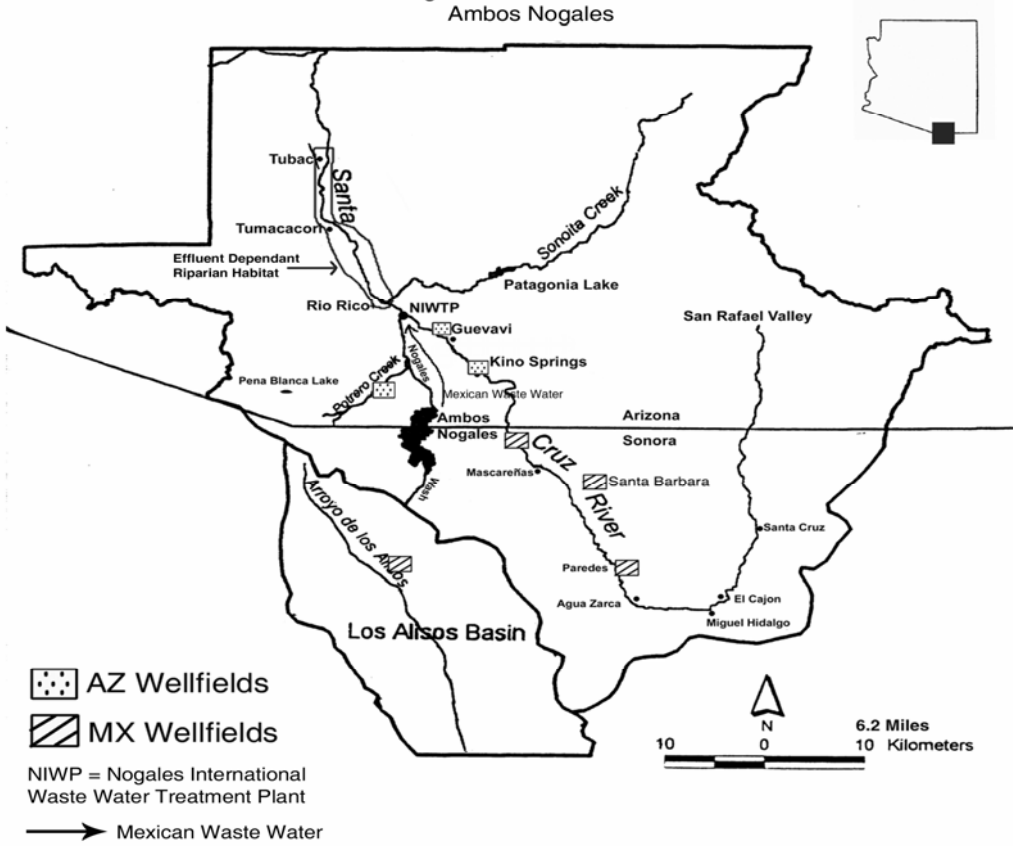 Ambos Nogales
Tubac
Santa
Tumacacori
Sonoita Creek
Effluent Dependant
Riparian Habitat
Patagonia Lake
Rio Rico
NIWTP
San Rafael Valley
Guevavi
Nogales
Kino Springs
Potrero Creek
Pena Blanca Lake
Mexican Waste Water
Ambos
Nogales
Arizona
Sonora
Cruz
Mascareñas
Santa Barbara
Wash
River
Arroyo de los Alisos
Santa Cruz
Paredes
Agua Zarca
El Cajon
Miguel Hidalgo
Los Alisos Basin
AZ Wellfields
MX Wellfields
N
6.2 Miles
10 0 10 Kilometers
NIWP = Nogales International
Waste Water Treatment Plant
Mexican Waste Water